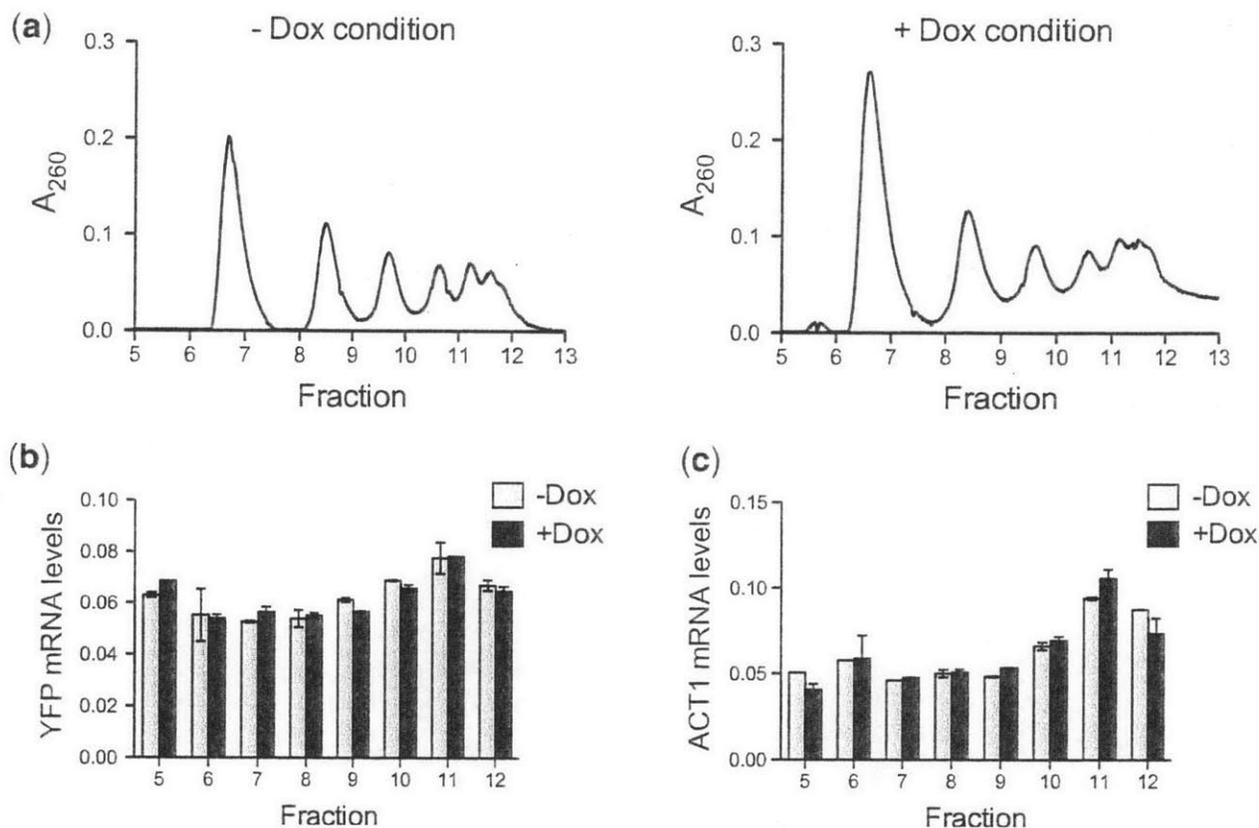 (a)
- Dox condition
0.3
0.2
0.1
0.0
A260
5 6 7 8 9 10 11 12 13
Fraction
+ Dox condition
0.3
0.2
0.1
0.0
A260
5 6 7 8 9 10 11 12 13
Fraction
(b)
-Dox
+Dox
0.10
0.08
0.06
0.04
0.02
0.00
YFP mRNA levels
5 6 7 8 9 10 11 12
Fraction
(c)
-Dox
+Dox
0.15
0.10
0.05
0.00
ACT1 mRNA levels
5 6 7 8 9 10 11 12
Fraction